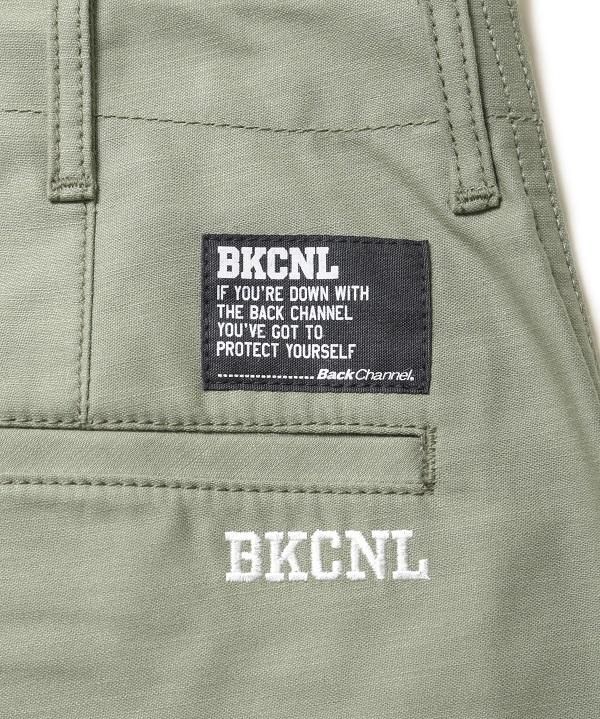 BKCNL
IF YOU'RE DOWN WITH
THE BACK CHANNEL
YOU'VE GOT TO
PROTECT YOURSELF
........................ Back Channel.
BKCNL